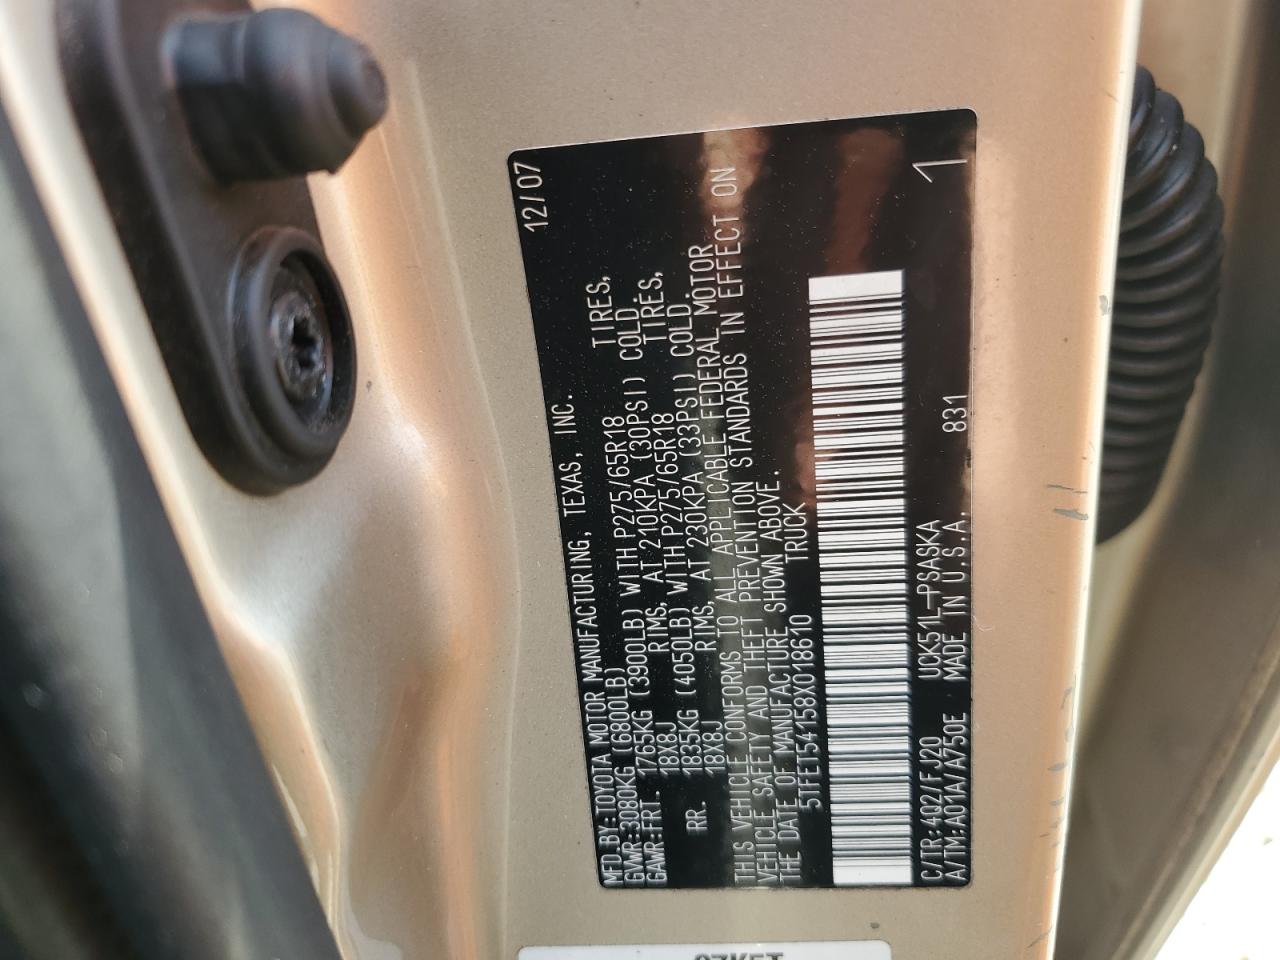 MFD.BY:TOYOTA MOTOR MANUFACTURING, TEXAS, INC. 12/07
GVWR:3080KG (6800LB)
GAWR:FRT. 1765KG (3900LB) WITH P275/65R18 TIRES,
18X8J RIMS, AT 210KPA (30PSI) COLD.
RR. 1835KG (4050LB) WITH P275/65R18 TIRES,
18X8J RIMS, AT 230KPA (33PSI) COLD.
THIS VEHICLE CONFORMS TO ALL APPLICABLE FEDERAL MOTOR
VEHICLE SAFETY AND THEFT PREVENTION STANDARDS IN EFFECT ON
THE DATE OF MANUFACTURE SHOWN ABOVE.
5TFET54158X018610 TRUCK
C/TR:4Q2/FJ20 UCK51L-PSASKA
A/TM:A01A/A750E MADE IN U.S.A. 831 1